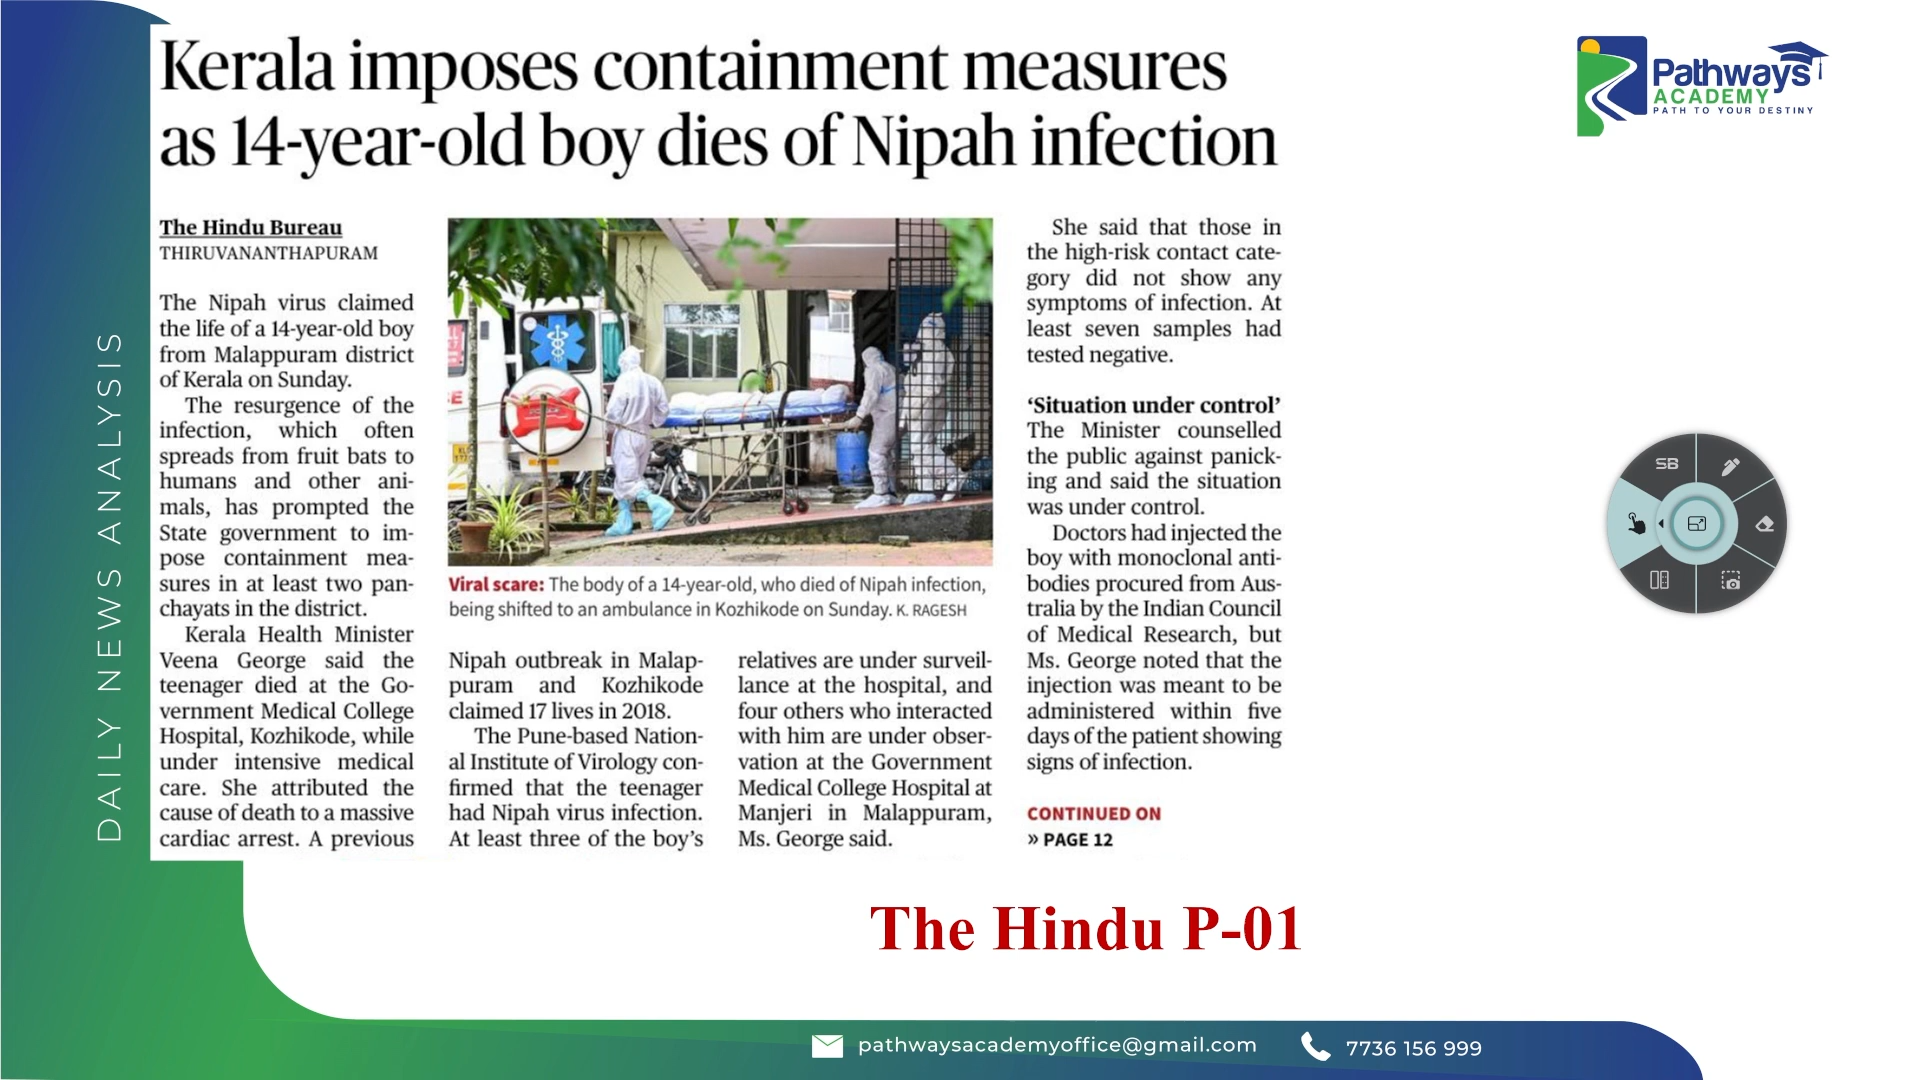 Kerala imposes containment measures
as 14-year-old boy dies of Nipah infection
Pathways
ACADEMY
PATH TO YOUR DESTINY
DAILY NEWS ANALYSIS
The Hindu Bureau
THIRUVANANTHAPURAM
The Nipah virus claimed
the life of a 14-year-old boy
from Malappuram district
of Kerala on Sunday.
The resurgence of the
infection, which often
spreads from fruit bats to
humans and other ani-
mals, has prompted the
State government to im-
pose containment mea-
sures in at least two pan-
chayats in the district.
Kerala Health Minister
Veena George said the
teenager died at the Go-
vernment Medical College
Hospital, Kozhikode, while
under intensive medical
care. She attributed the
cause of death to a massive
cardiac arrest. A previous
Viral scare: The body of a 14-year-old, who died of Nipah infection,
being shifted to an ambulance in Kozhikode on Sunday. K. RAGESH
Nipah outbreak in Malap-
puram and Kozhikode
claimed 17 lives in 2018.
The Pune-based Nation-
al Institute of Virology con-
firmed that the teenager
had Nipah virus infection.
At least three of the boy's
relatives are under surveil-
lance at the hospital, and
four others who interacted
with him are under obser-
vation at the Government
Medical College Hospital at
Manjeri in Malappuram,
Ms. George said.
She said that those in
the high-risk contact cate-
gory did not show any
symptoms of infection. At
least seven samples had
tested negative.
'Situation under control'
The Minister counselled
the public against panick-
ing and said the situation
was under control.
Doctors had injected the
boy with monoclonal anti-
bodies procured from Aus-
tralia by the Indian Council
of Medical Research, but
Ms. George noted that the
injection was meant to be
administered within five
days of the patient showing
signs of infection.
CONTINUED ON
» PAGE 12
SB
The Hindu P-01
pathwaysacademyoffice@gmail.com
7736 156 999